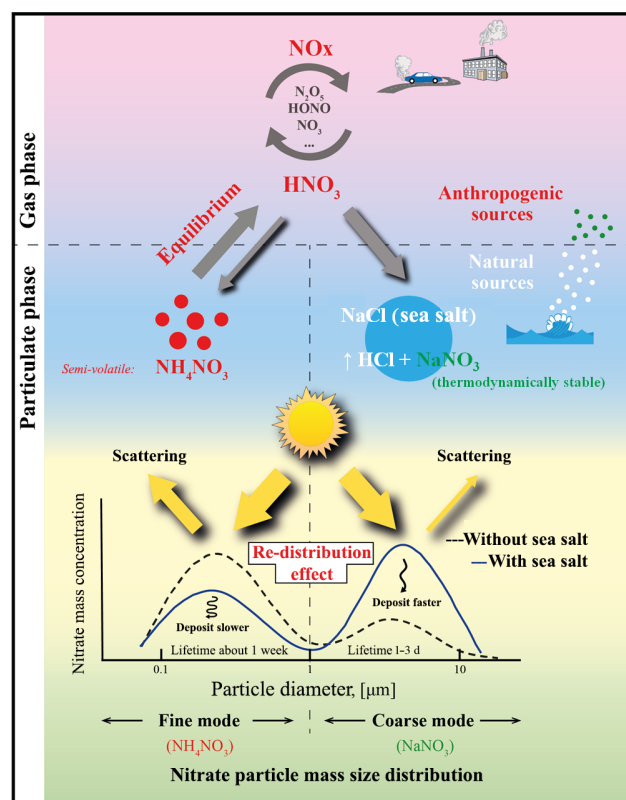 NOx
N₂O₅
HONO
NO₃
...
HNO₃
Gas phase
Equilibrium
Anthropogenic
sources
Natural
sources
Particulate phase
NaCl (sea salt)
↑ HCl + NaNO₃
(thermodynamically stable)
Semi-volatile: NH₄NO₃
Scattering
Scattering
Nitrate mass concentration
---Without sea salt
—With sea salt
Re-distribution
effect
Deposit slower
Deposit faster
Lifetime about 1 week
Lifetime 1-3 d
0.1 1 10
Particle diameter, [μm]
Fine mode
(NH₄NO₃)
Coarse mode
(NaNO₃)
Nitrate particle mass size distribution